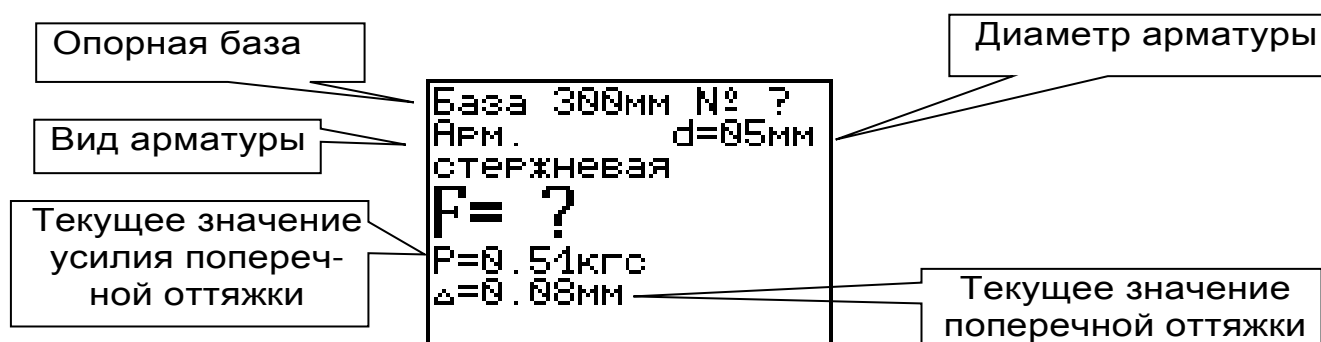 Опорная база
Диаметр арматуры
База 300мм № ?
Вид арматуры
Арм. d=05мм
стержневая
F= ?
Текущее значение
усилия попереч-
ной оттяжки
P=0.51кгс
△=0.08мм
Текущее значение
поперечной оттяжки